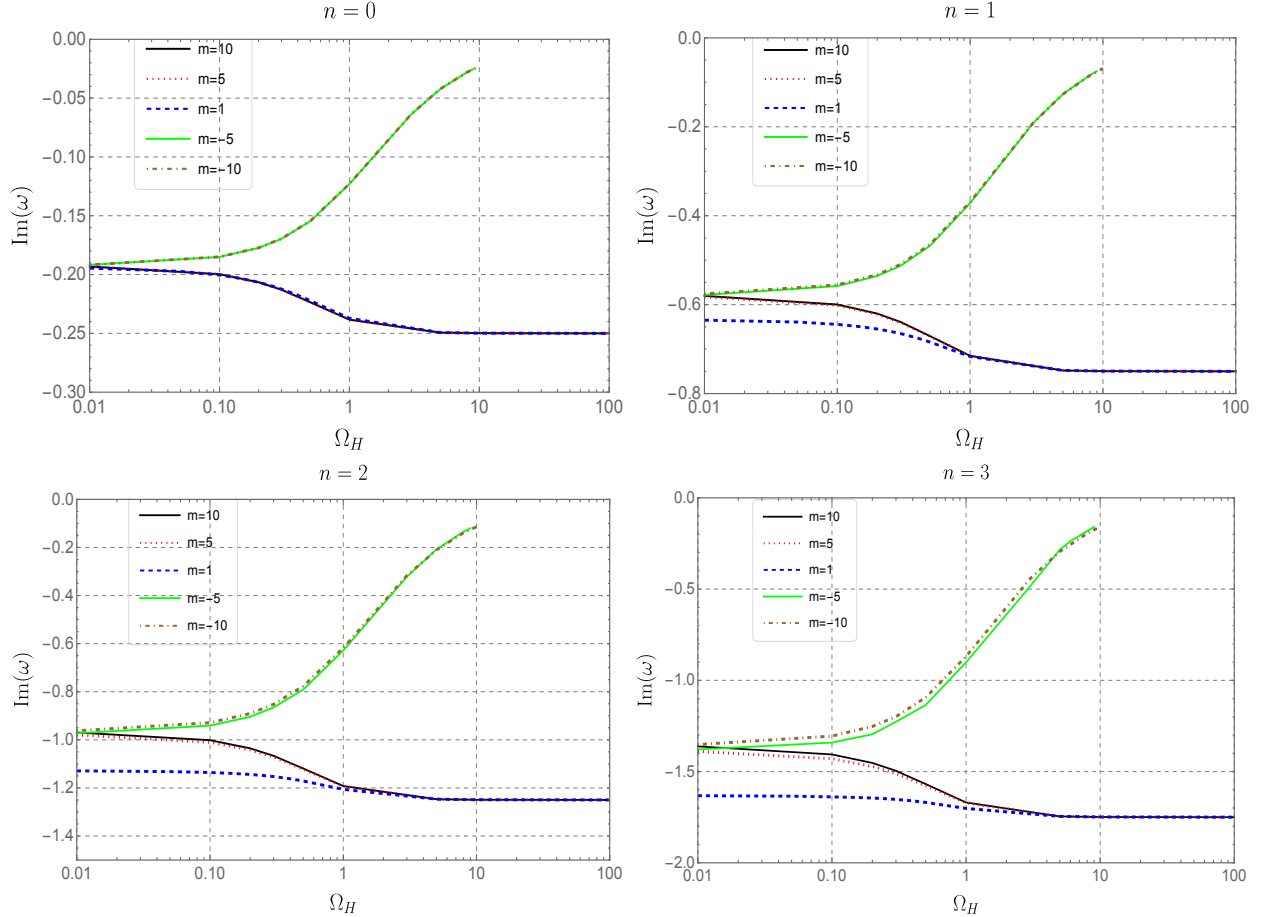 n = 0
0.00
−0.05
−0.10
−0.15
−0.20
−0.25
−0.30
Im(ω)
m=10
m=5
m=1
m=−5
m=−10
0.01 0.10 1 10 100
Ω_H
n = 1
0.0
−0.2
−0.4
−0.6
−0.8
Im(ω)
m=10
m=5
m=1
m=−5
m=−10
0.01 0.10 1 10 100
Ω_H
n = 2
0.0
−0.2
−0.4
−0.6
−0.8
−1.0
−1.2
−1.4
Im(ω)
m=10
m=5
m=1
m=−5
m=−10
0.01 0.10 1 10 100
Ω_H
n = 3
0.0
−0.5
−1.0
−1.5
−2.0
Im(ω)
m=10
m=5
m=1
m=−5
m=−10
0.01 0.10 1 10 100
Ω_H